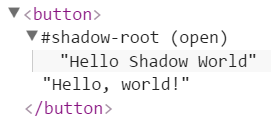 ▼<button>
▼#shadow-root (open)
"Hello Shadow World"
"Hello, world!"
</button>